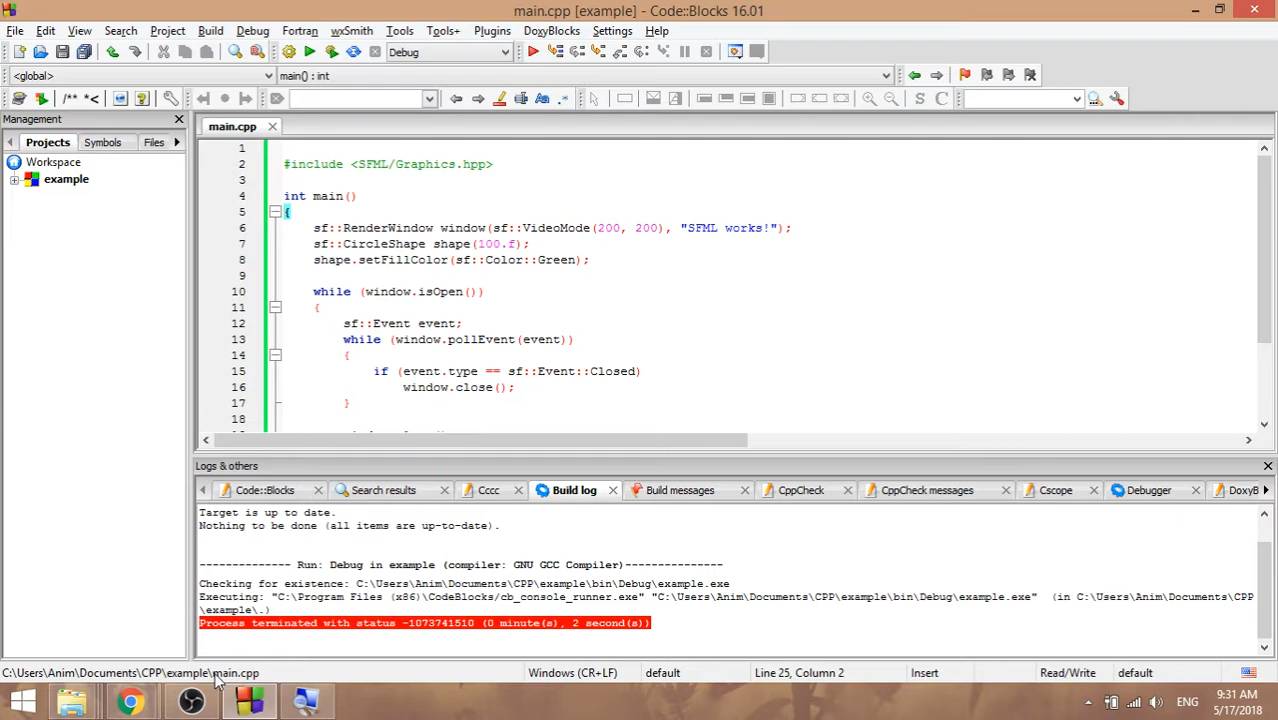 main.cpp [example] - Code::Blocks 16.01
File Edit View Search Project Build Debug Fortran wxSmith Tools Tools+ Plugins DoxyBlocks Settings Help
Debug
<global> main() : int
/** *<
Management
main.cpp
Projects Symbols Files
Workspace
example
1
2 #include <SFML/Graphics.hpp>
3
4 int main()
5 {
6 sf::RenderWindow window(sf::VideoMode(200, 200), "SFML works!");
7 sf::CircleShape shape(100.f);
8 shape.setFillColor(sf::Color::Green);
9
10 while (window.isOpen())
11 {
12 sf::Event event;
13 while (window.pollEvent(event))
14 {
15 if (event.type == sf::Event::Closed)
16 window.close();
17 }
18
Logs & others
Code::Blocks Search results Cccc Build log Build messages CppCheck CppCheck messages Cscope Debugger DoxyB
Target is up to date.
Nothing to be done (all items are up-to-date).
-------------- Run: Debug in example (compiler: GNU GCC Compiler)---------------
Checking for existence: C:\Users\Anim\Documents\CPP\example\bin\Debug\example.exe
Executing: "C:\Program Files (x86)\CodeBlocks/cb_console_runner.exe" "C:\Users\Anim\Documents\CPP\example\bin\Debug\example.exe" (in C:\Users\Anim\Documents\CPP
\example\.)
Process terminated with status -1073741510 (0 minute(s), 2 second(s))
C:\Users\Anim\Documents\CPP\example\main.cpp Windows (CR+LF) default Line 25, Column 2 Insert Read/Write default
ENG
9:31 AM
5/17/2018